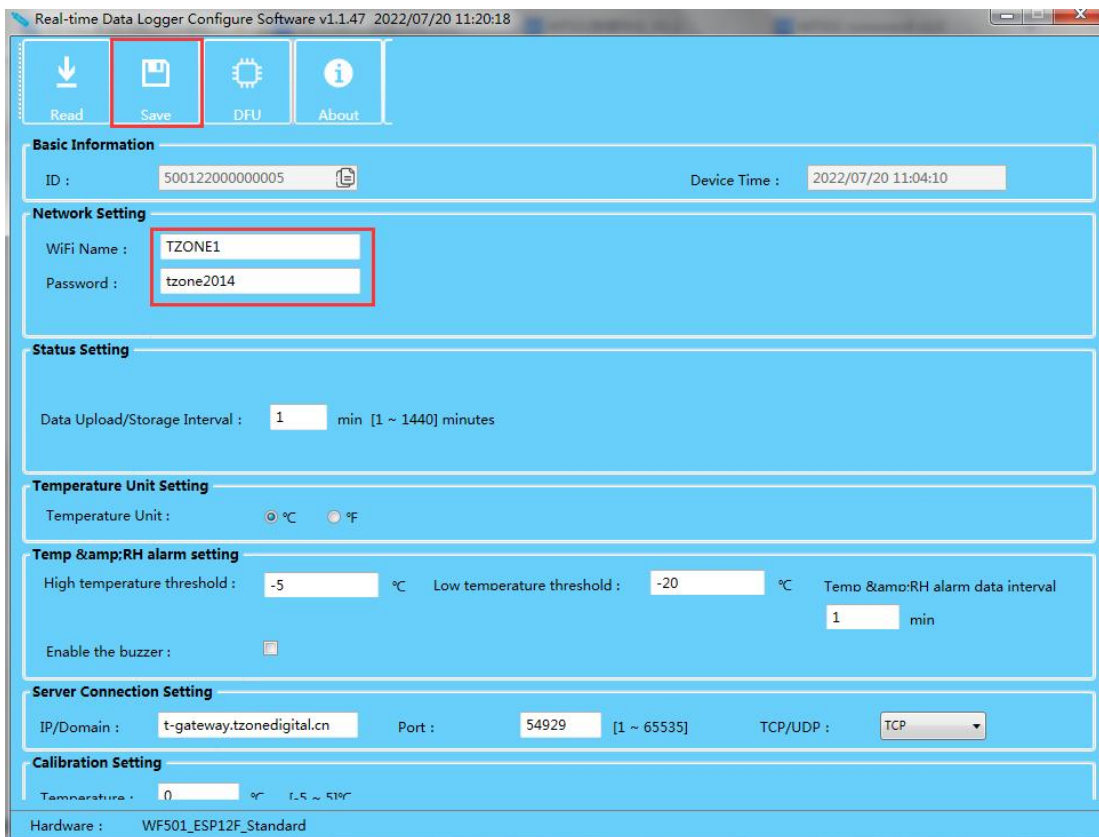 Real-time Data Logger Configure Software v1.1.47 2022/07/20 11:20:18
Read Save DFU About
Basic Information
ID : 500122000000005 Device Time : 2022/07/20 11:04:10
Network Setting
WiFi Name : TZONE1
Password : tzone2014
Status Setting
Data Upload/Storage Interval : 1 min [1 ~ 1440] minutes
Temperature Unit Setting
Temperature Unit : ℃ ℉
Temp &amp;RH alarm setting
High temperature threshold : -5 ℃ Low temperature threshold : -20 ℃ Temp &amp;RH alarm data interval
1 min
Enable the buzzer :
Server Connection Setting
IP/Domain : t-gateway.tzonedigital.cn Port : 54929 [1 ~ 65535] TCP/UDP : TCP
Calibration Setting
Temperature : 0 ℃ [-5 ~ 5]℃
Hardware : WF501_ESP12F_Standard